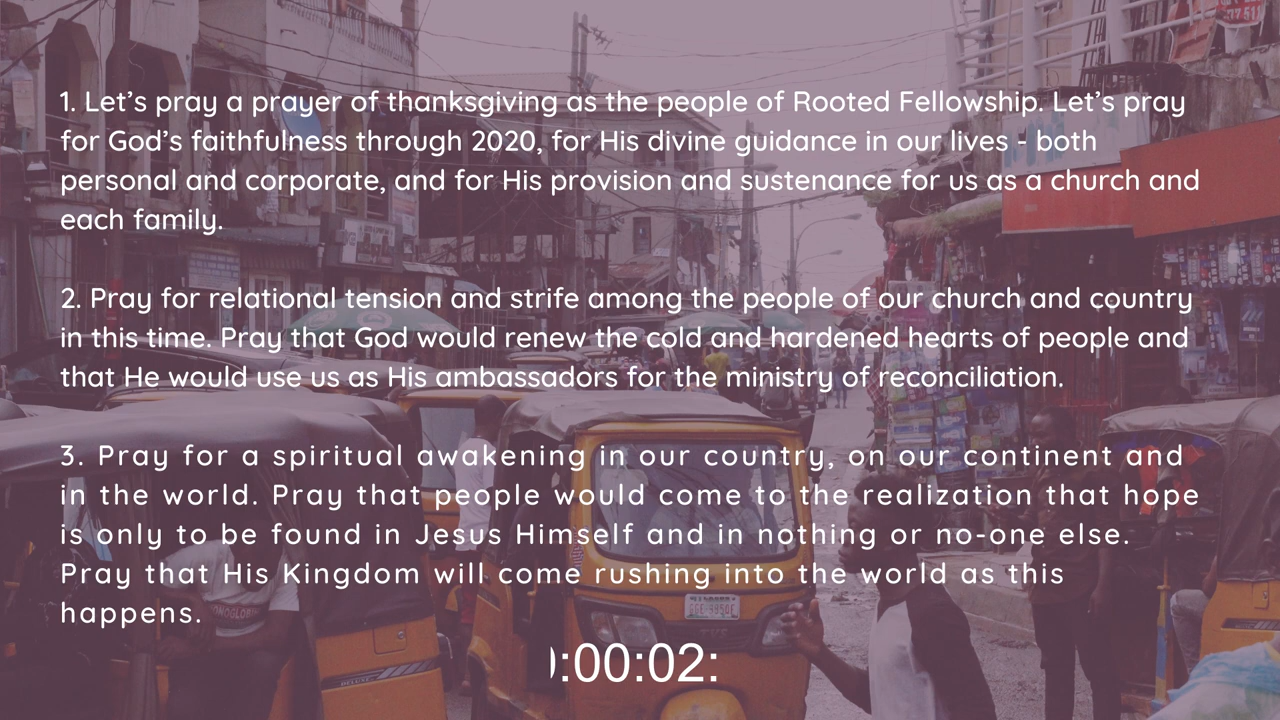 1. Let's pray a prayer of thanksgiving as the people of Rooted Fellowship. Let's pray
for God's faithfulness through 2020, for His divine guidance in our lives - both
personal and corporate, and for His provision and sustenance for us as a church and
each family.
2. Pray for relational tension and strife among the people of our church and country
in this time. Pray that God would renew the cold and hardened hearts of people and
that He would use us as His ambassadors for the ministry of reconciliation.
3. Pray for a spiritual awakening in our country, on our continent and
in the world. Pray that people would come to the realization that hope
is only to be found in Jesus Himself and in nothing or no-one else.
Pray that His Kingdom will come rushing into the world as this
happens.
:00:02:
TVS